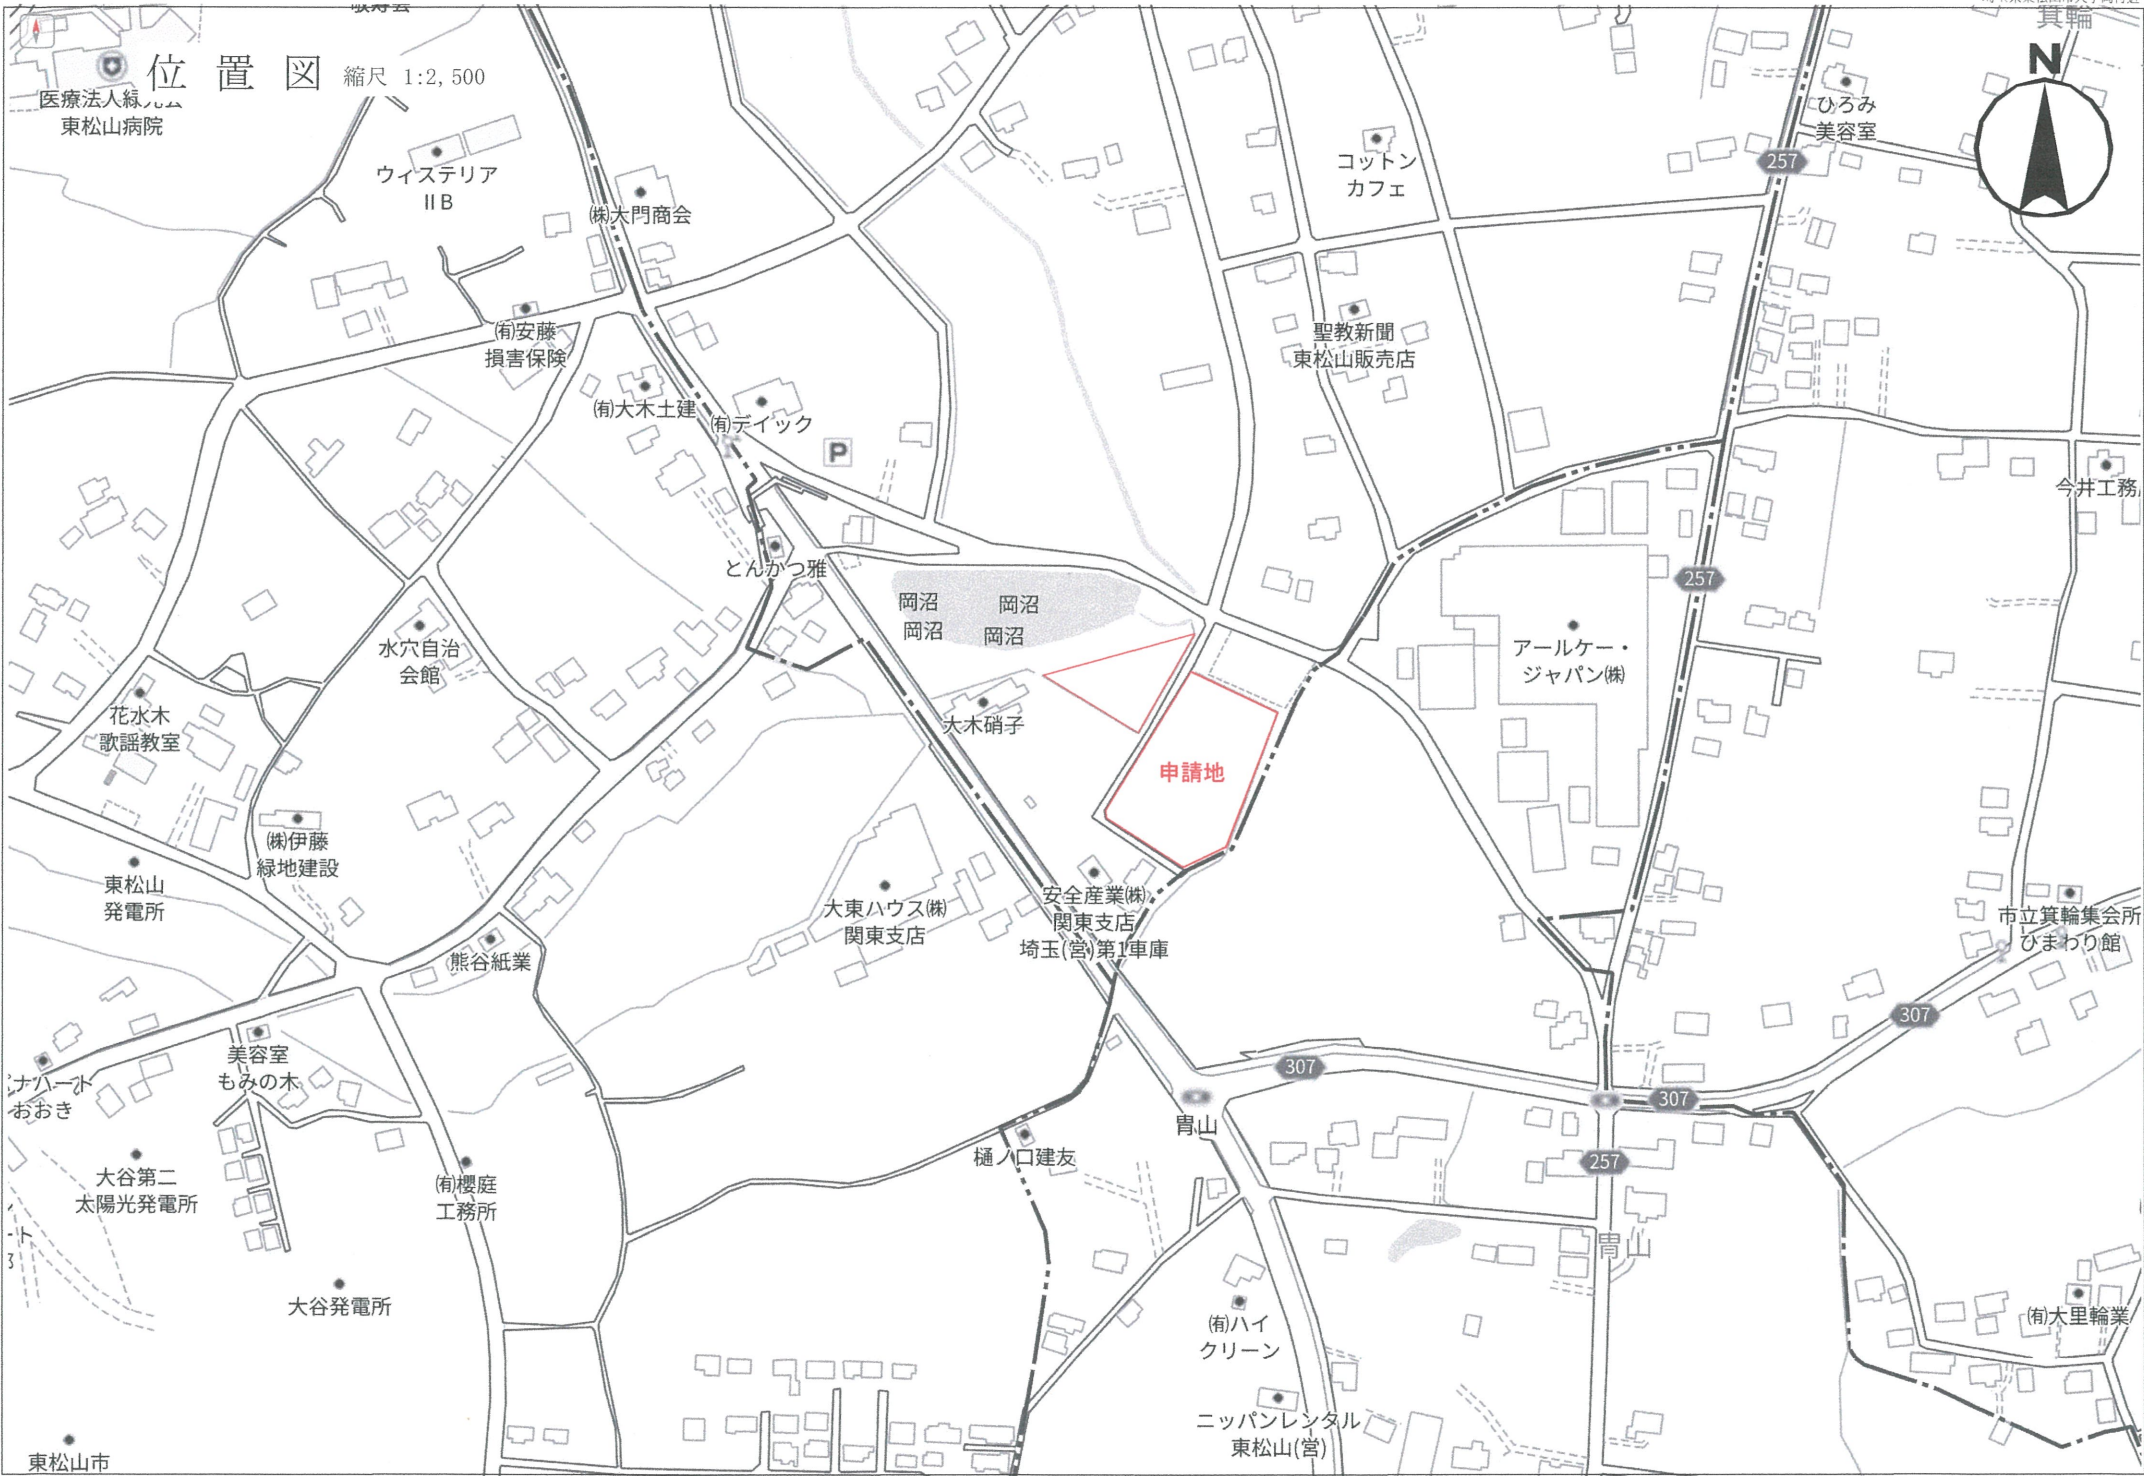 位置図 縮尺 1:2,500
N
箕輪
東松山病院
ウィステリア
ⅡB
㈱大門商会
コットン
カフェ
ひろみ
美容室
257
㈲安藤
損害保険
聖教新聞
東松山販売店
㈲大木土建
㈲デイック
P
今井工務
とんかつ雅
257
岡沼
岡沼
岡沼
岡沼
水穴自治
会館
アールケー・
ジャパン㈱
花水木
歌謡教室
大木硝子
申請地
㈱伊藤
緑地建設
東松山
発電所
大東ハウス㈱
関東支店
安全産業㈱
関東支店
埼玉(営)第1車庫
市立箕輪集会所
ひまわり館
熊谷紙業
307
美容室
もみの木
307
ナハート
おおき
307
冑山
樋ノ口建友
257
大谷第二
太陽光発電所
㈲櫻庭
工務所
冑山
大谷発電所
㈲ハイ
クリーン
㈲大里輪業
ニッパンレンタル
東松山(営)
東松山市